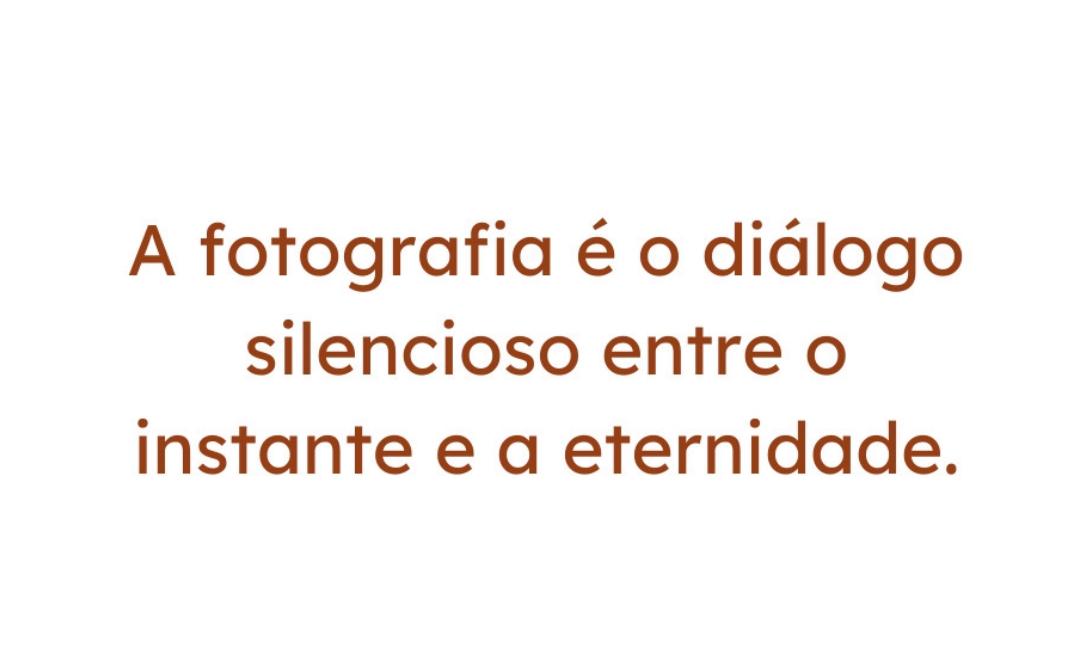 A fotografia é o diálogo
silencioso entre o
instante e a eternidade.